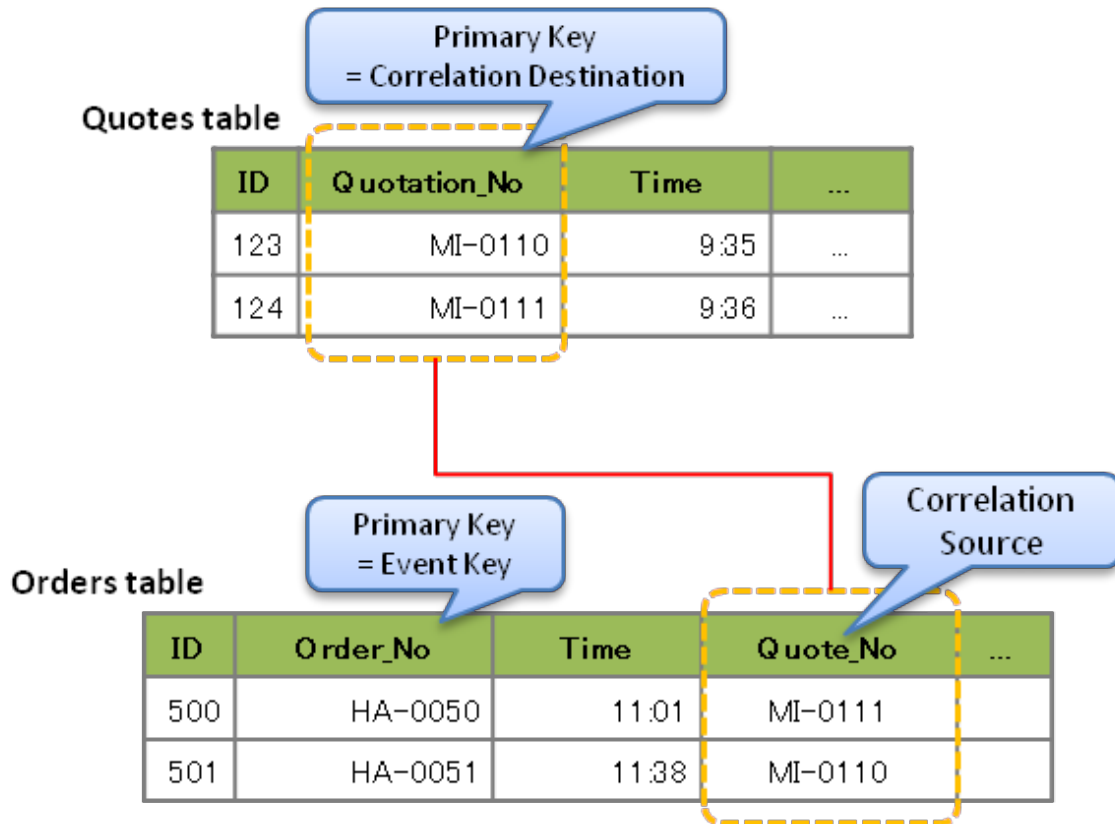 Primary Key
= Correlation Destination
Quotes table
ID Quotation_No Time ...
123 MI-0110 9:35 ...
124 MI-0111 9:36 ...
Correlation
Source
Primary Key
= Event Key
Orders table
ID Order_No Time Quote_No ...
500 HA-0050 11:01 MI-0111
501 HA-0051 11:38 MI-0110